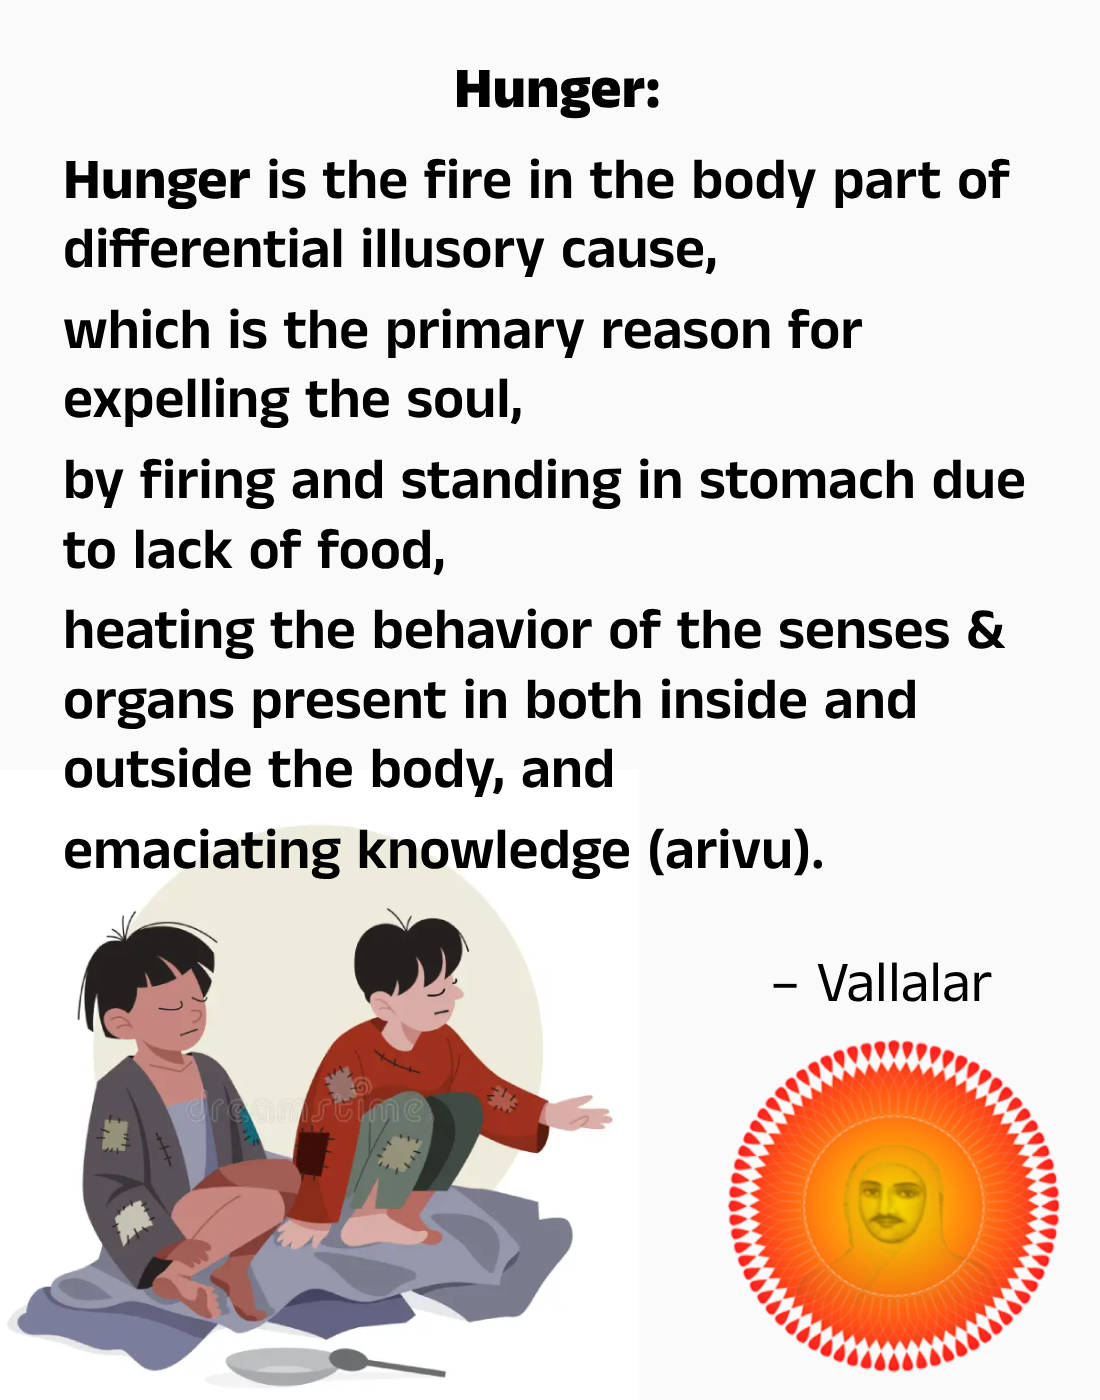 Hunger:
Hunger is the fire in the body part of
differential illusory cause,
which is the primary reason for
expelling the soul,
by firing and standing in stomach due
to lack of food,
heating the behavior of the senses &
organs present in both inside and
outside the body, and
emaciating knowledge (arivu).
– Vallalar
dreamstime.